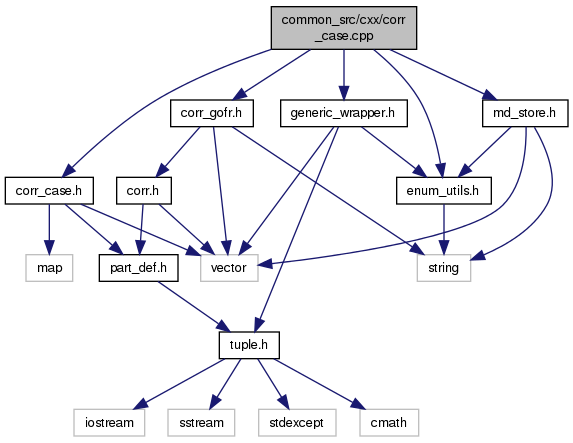 common_src/cxx/corr
_case.cpp
corr_gofr.h
generic_wrapper.h
md_store.h
corr_case.h
corr.h
enum_utils.h
map
part_def.h
vector
string
tuple.h
iostream
sstream
stdexcept
cmath